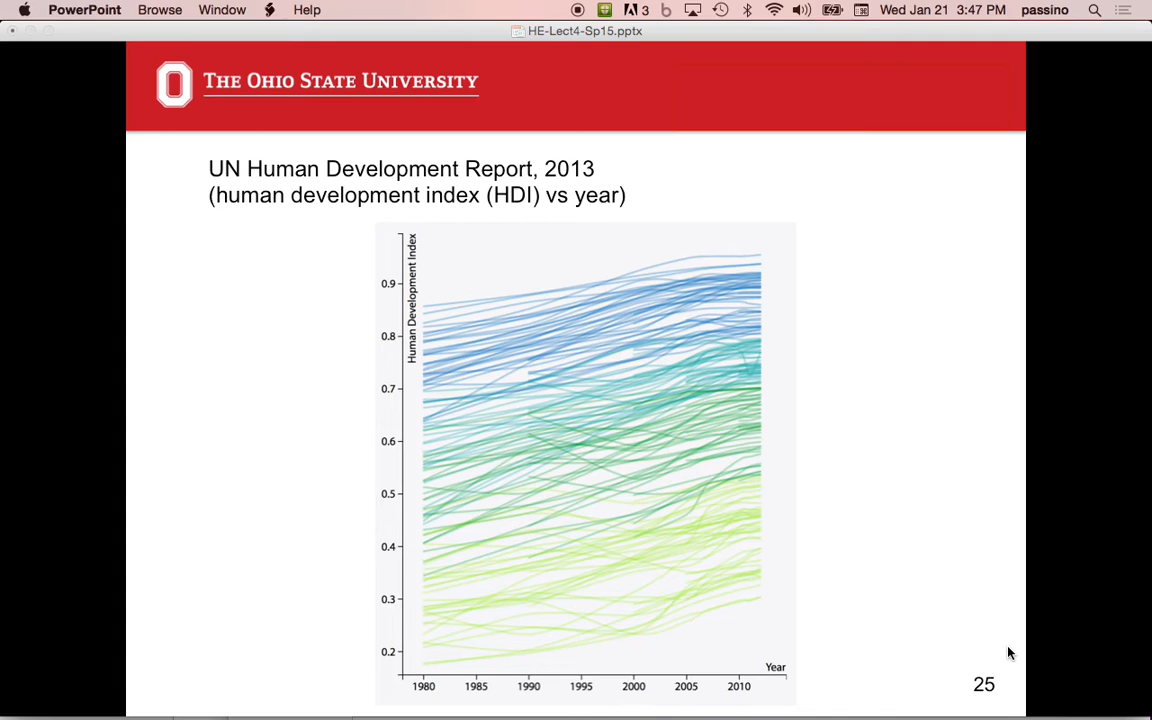 PowerPoint Browse Window Help 3 Wed Jan 21 3:47 PM passino
HE-Lect4-Sp15.pptx
THE OHIO STATE UNIVERSITY
UN Human Development Report, 2013
(human development index (HDI) vs year)
Human Development Index
0.9
0.8
0.7
0.6
0.5
0.4
0.3
0.2
Year
1980 1985 1990 1995 2000 2005 2010
25